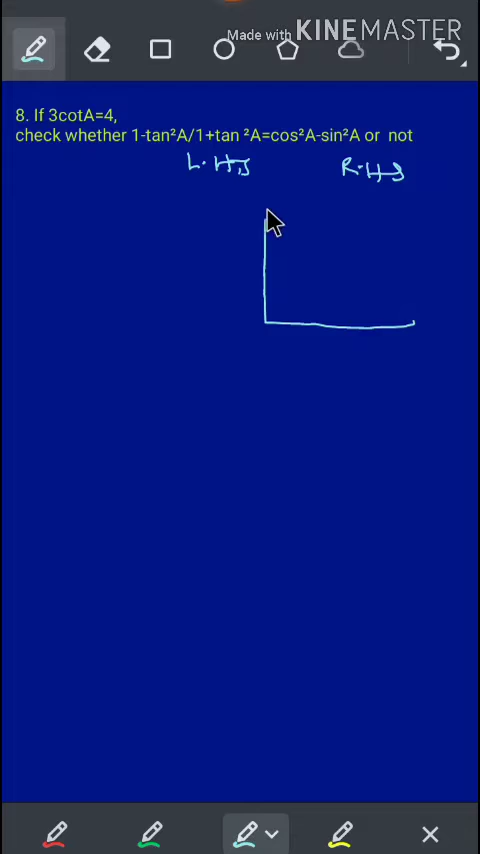 Made with KINEMASTER
8. If 3cotA=4,
check whether 1-tan²A/1+tan ²A=cos²A-sin²A or  not
L.H.S R.H.S